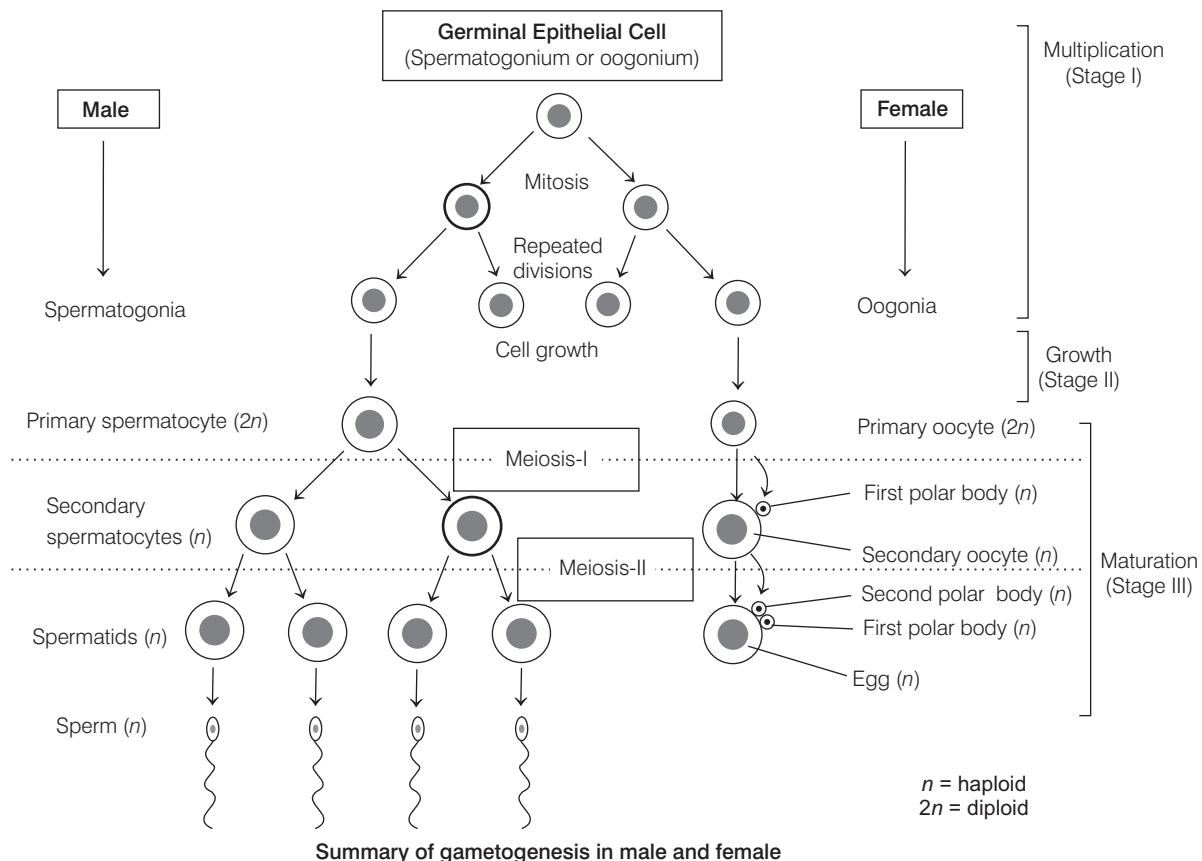 Germinal Epithelial Cell
(Spermatogonium or oogonium)
Multiplication
(Stage I)
Male
Female
Mitosis
Repeated
divisions
Spermatogonia
Oogonia
Cell growth
Growth
(Stage II)
Primary spermatocyte (2n)
Primary oocyte (2n)
Meiosis-I
First polar body (n)
Secondary
spermatocytes (n)
Secondary oocyte (n)
Meiosis-II
Maturation
(Stage III)
Second polar body (n)
First polar body (n)
Spermatids (n)
Egg (n)
Sperm (n)
n = haploid
2n = diploid
Summary of gametogenesis in male and female